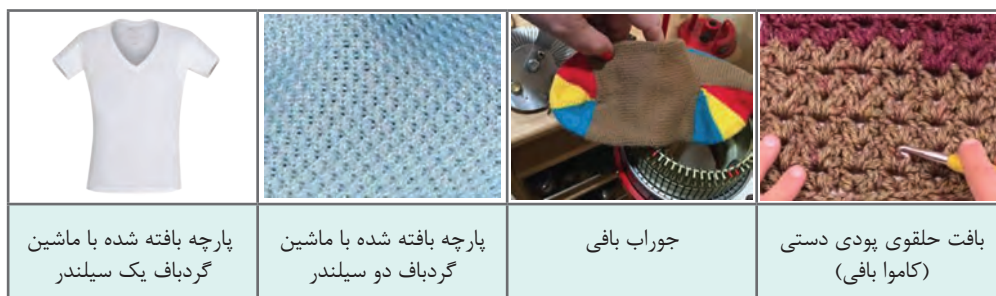 بافت حلقوی پودی دستی
(کاموا بافی)
جوراب بافی
پارچه بافته شده با ماشین
گردباف دو سیلندر
پارچه بافته شده با ماشین
گردباف یک سیلندر